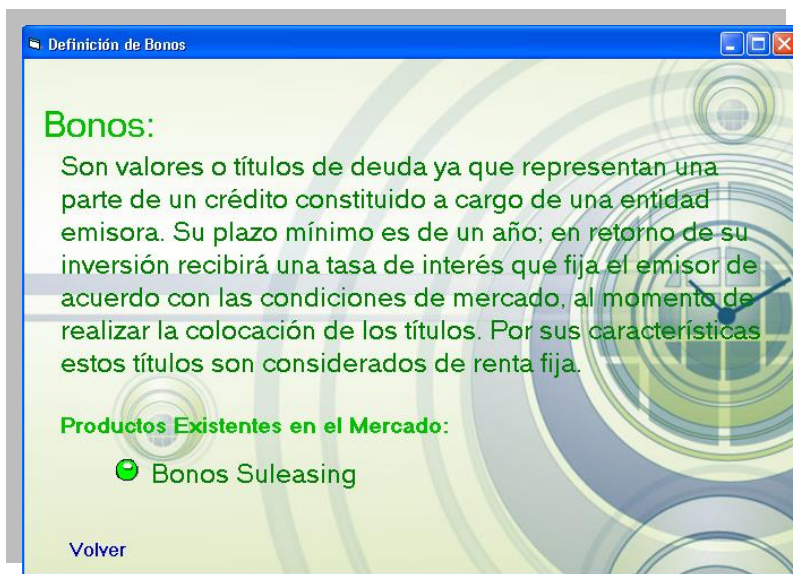 Definición de Bonos
Bonos:
Son valores o títulos de deuda ya que representan una
parte de un crédito constituido a cargo de una entidad
emisora. Su plazo mínimo es de un año; en retorno de su
inversión recibirá una tasa de interés que fija el emisor de
acuerdo con las condiciones de mercado, al momento de
realizar la colocación de los títulos. Por sus características
estos títulos son considerados de renta fija.
Productos Existentes en el Mercado:
Bonos Suleasing
Volver